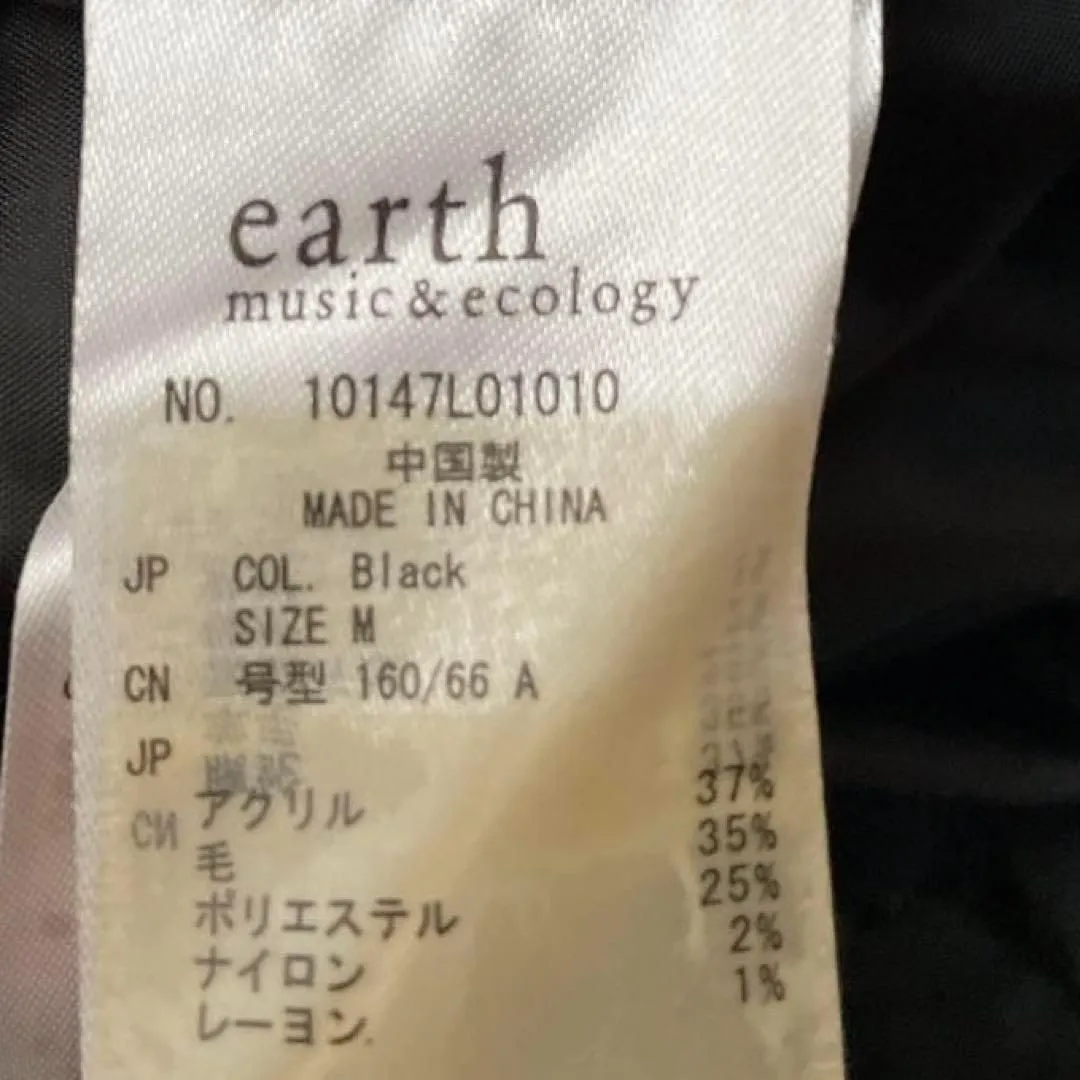 earth
music&ecology
NO. 10147L01010
中国製
MADE IN CHINA
JP COL. Black
SIZE M
CN 号型 160/66 A
JP
アクリル 37%
毛 35%
ポリエステル 25%
ナイロン 2%
レーヨン 1%